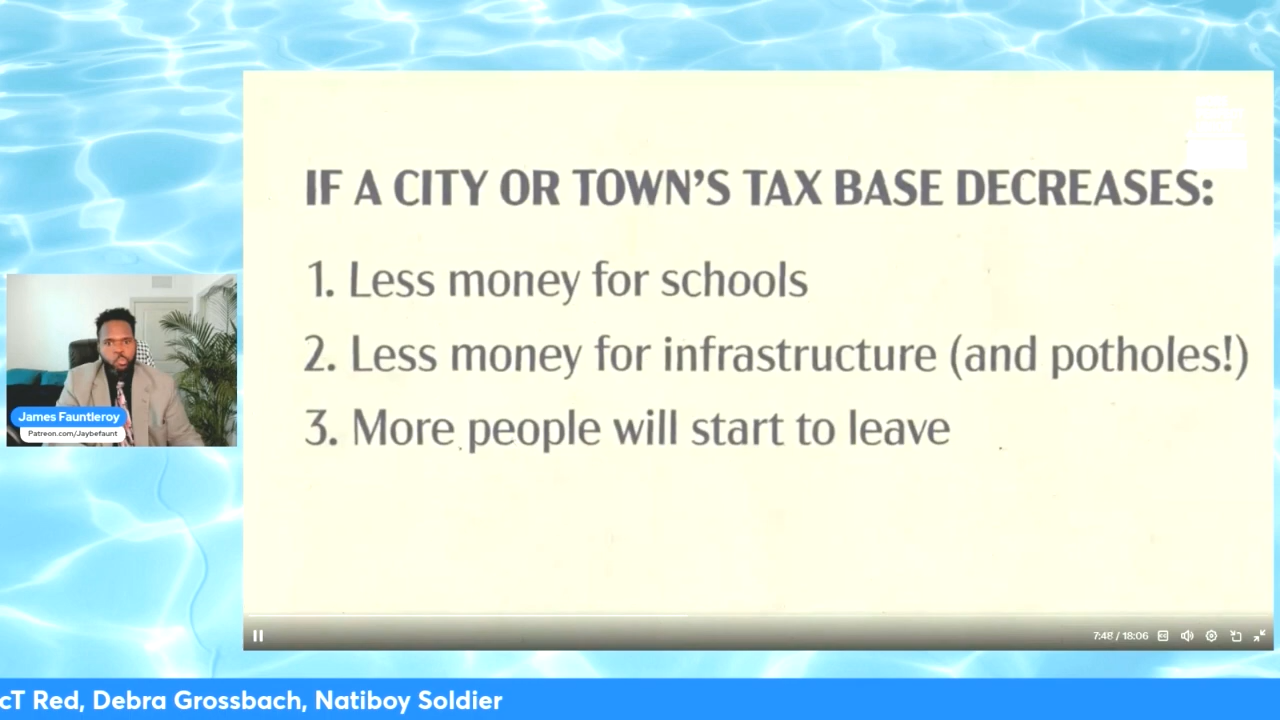 IF A CITY OR TOWN'S TAX BASE DECREASES:
1. Less money for schools
2. Less money for infrastructure (and potholes!)
3. More people will start to leave
James Fauntleroy
Patreon.com/Jaybefaunt
7:48 / 18:06
cT Red, Debra Grossbach, Natiboy Soldier